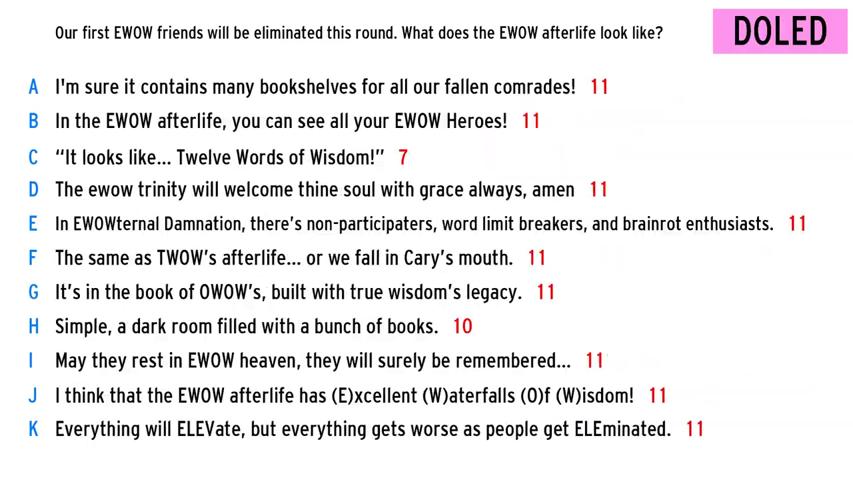 Our first EWOW friends will be eliminated this round. What does the EWOW afterlife look like?
DOLED
A I'm sure it contains many bookshelves for all our fallen comrades! 11
B In the EWOW afterlife, you can see all your EWOW Heroes! 11
C “It looks like... Twelve Words of Wisdom!” 7
D The ewow trinity will welcome thine soul with grace always, amen 11
E In EWOWternal Damnation, there's non-participaters, word limit breakers, and brainrot enthusiasts. 11
F The same as TWOW's afterlife... or we fall in Cary's mouth. 11
G It's in the book of OWOW's, built with true wisdom's legacy. 11
H Simple, a dark room filled with a bunch of books. 10
I May they rest in EWOW heaven, they will surely be remembered... 11
J I think that the EWOW afterlife has (E)xcellent (W)aterfalls (O)f (W)isdom! 11
K Everything will ELEVate, but everything gets worse as people get ELEminated. 11